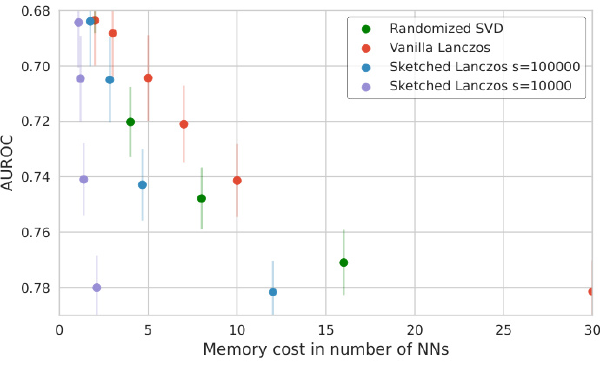 0.68
0.70
0.72
0.74
0.76
0.78
AUROC
Randomized SVD
Vanilla Lanczos
Sketched Lanczos s=100000
Sketched Lanczos s=10000
0 5 10 15 20 25 30
Memory cost in number of NNs